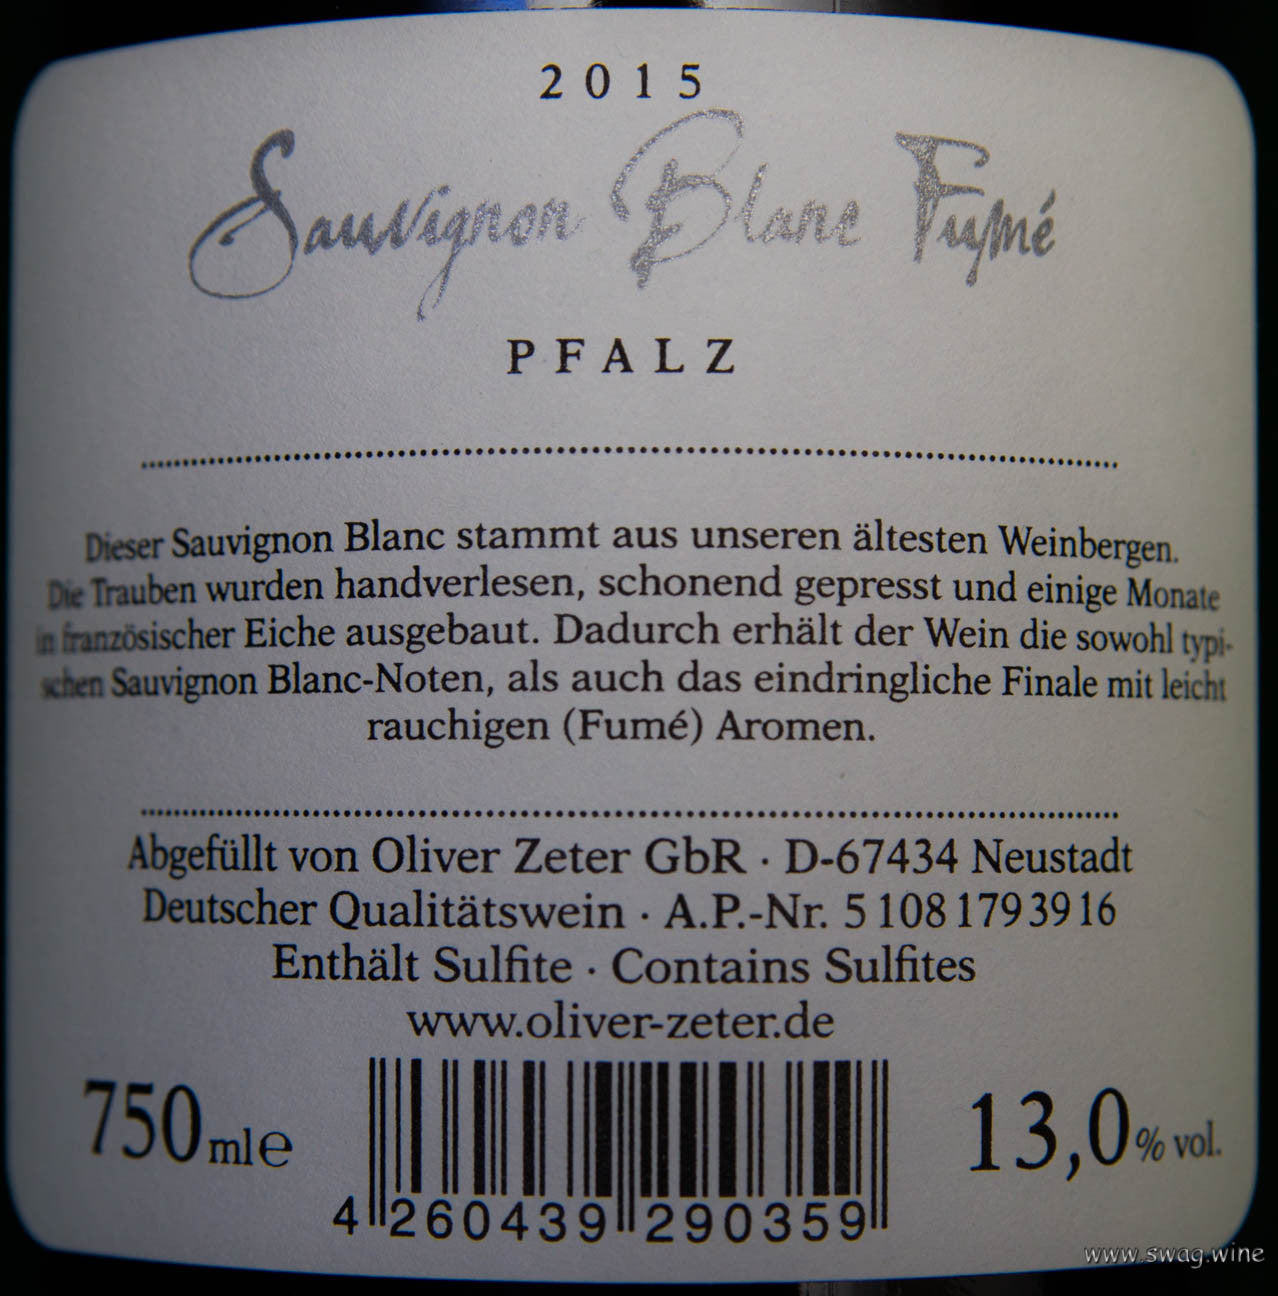 2015
Sauvignon Blanc Fumé
PFALZ
Dieser Sauvignon Blanc stammt aus unseren ältesten Weinbergen.
Die Trauben wurden handverlesen, schonend gepresst und einige Monate
in französischer Eiche ausgebaut. Dadurch erhält der Wein die sowohl typi-
schen Sauvignon Blanc-Noten, als auch das eindringliche Finale mit leicht
rauchigen (Fumé) Aromen.
Abgefüllt von Oliver Zeter GbR · D-67434 Neustadt
Deutscher Qualitätswein · A.P.-Nr. 5 108 179 39 16
Enthält Sulfite · Contains Sulfites
www.oliver-zeter.de
750 ml e
13,0 % vol.
4 260439 290359
www.swag.wine